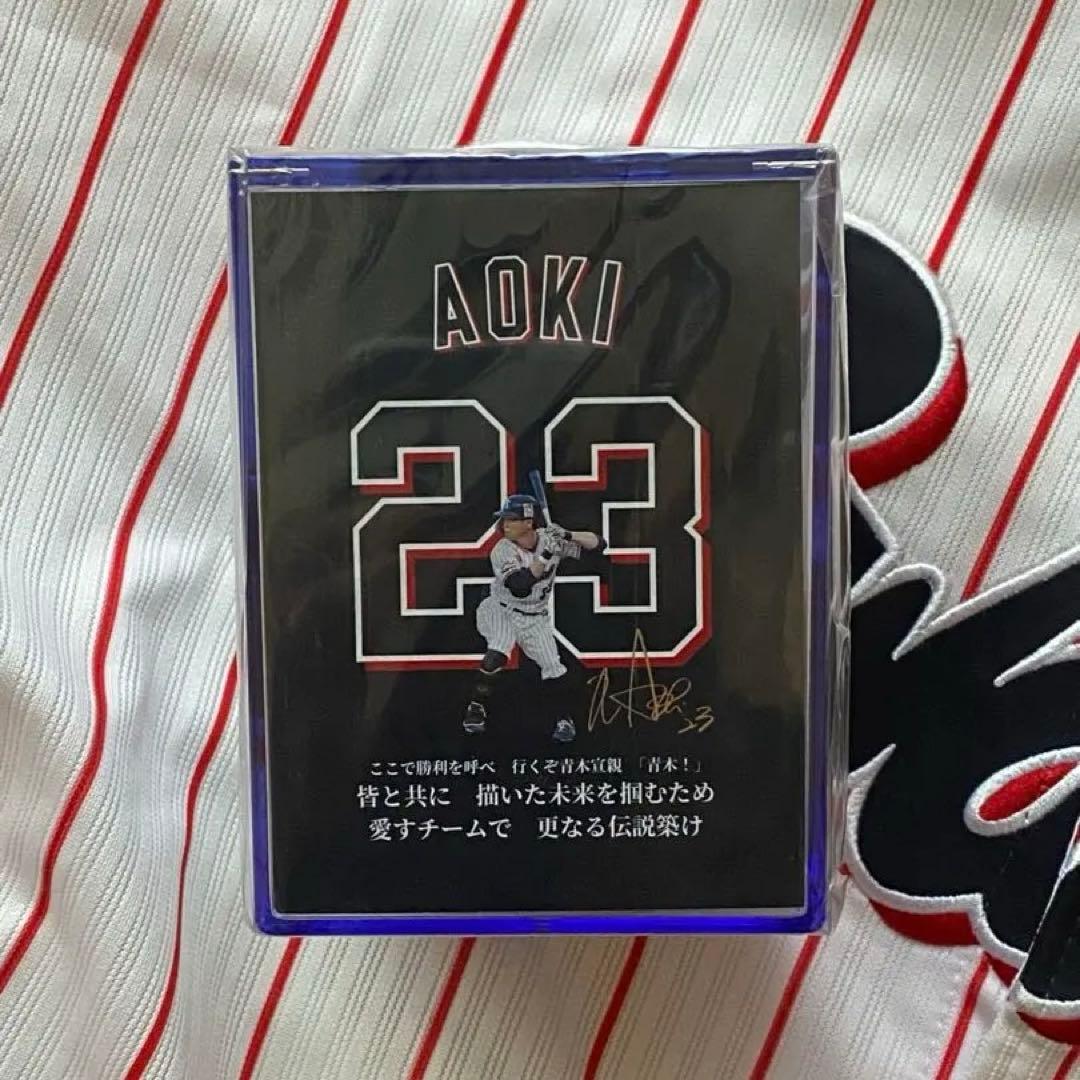 AOKI
23
ここで勝利を呼べ 行くぞ青木宣親 「青木!」
皆と共に 描いた未来を掴むため
愛すチームで 更なる伝説築け